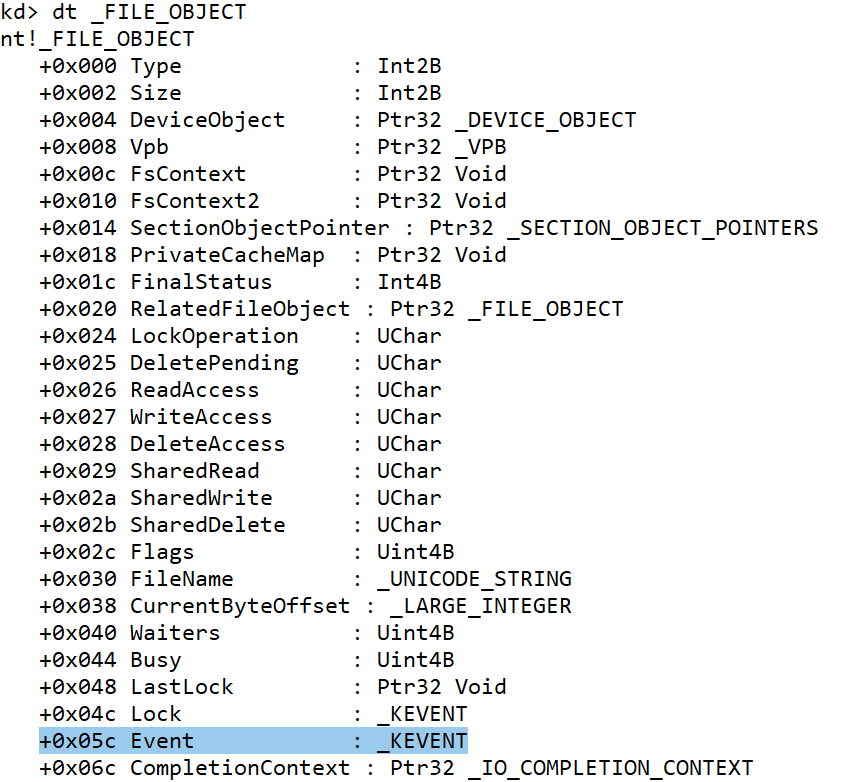 kd> dt _FILE_OBJECT
nt!_FILE_OBJECT
   +0x000 Type             : Int2B
   +0x002 Size             : Int2B
   +0x004 DeviceObject     : Ptr32 _DEVICE_OBJECT
   +0x008 Vpb              : Ptr32 _VPB
   +0x00c FsContext        : Ptr32 Void
   +0x010 FsContext2       : Ptr32 Void
   +0x014 SectionObjectPointer : Ptr32 _SECTION_OBJECT_POINTERS
   +0x018 PrivateCacheMap  : Ptr32 Void
   +0x01c FinalStatus      : Int4B
   +0x020 RelatedFileObject : Ptr32 _FILE_OBJECT
   +0x024 LockOperation    : UChar
   +0x025 DeletePending    : UChar
   +0x026 ReadAccess       : UChar
   +0x027 WriteAccess      : UChar
   +0x028 DeleteAccess     : UChar
   +0x029 SharedRead       : UChar
   +0x02a SharedWrite      : UChar
   +0x02b SharedDelete     : UChar
   +0x02c Flags            : Uint4B
   +0x030 FileName         : _UNICODE_STRING
   +0x038 CurrentByteOffset : _LARGE_INTEGER
   +0x040 Waiters          : Uint4B
   +0x044 Busy             : Uint4B
   +0x048 LastLock         : Ptr32 Void
   +0x04c Lock             : _KEVENT
   +0x05c Event            : _KEVENT
   +0x06c CompletionContext : Ptr32 _IO_COMPLETION_CONTEXT